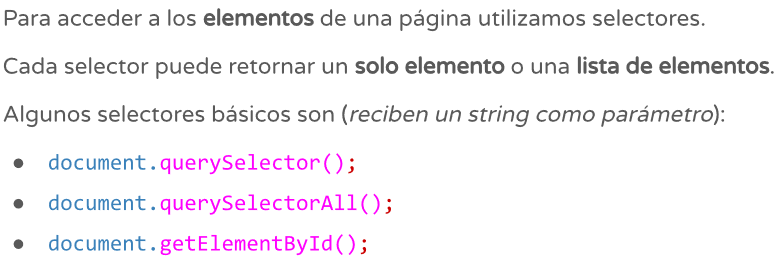 Para acceder a los elementos de una página utilizamos selectores.
Cada selector puede retornar un solo elemento o una lista de elementos.
Algunos selectores básicos son (reciben un string como parámetro):
● document.querySelector();
● document.querySelectorAll();
● document.getElementById();